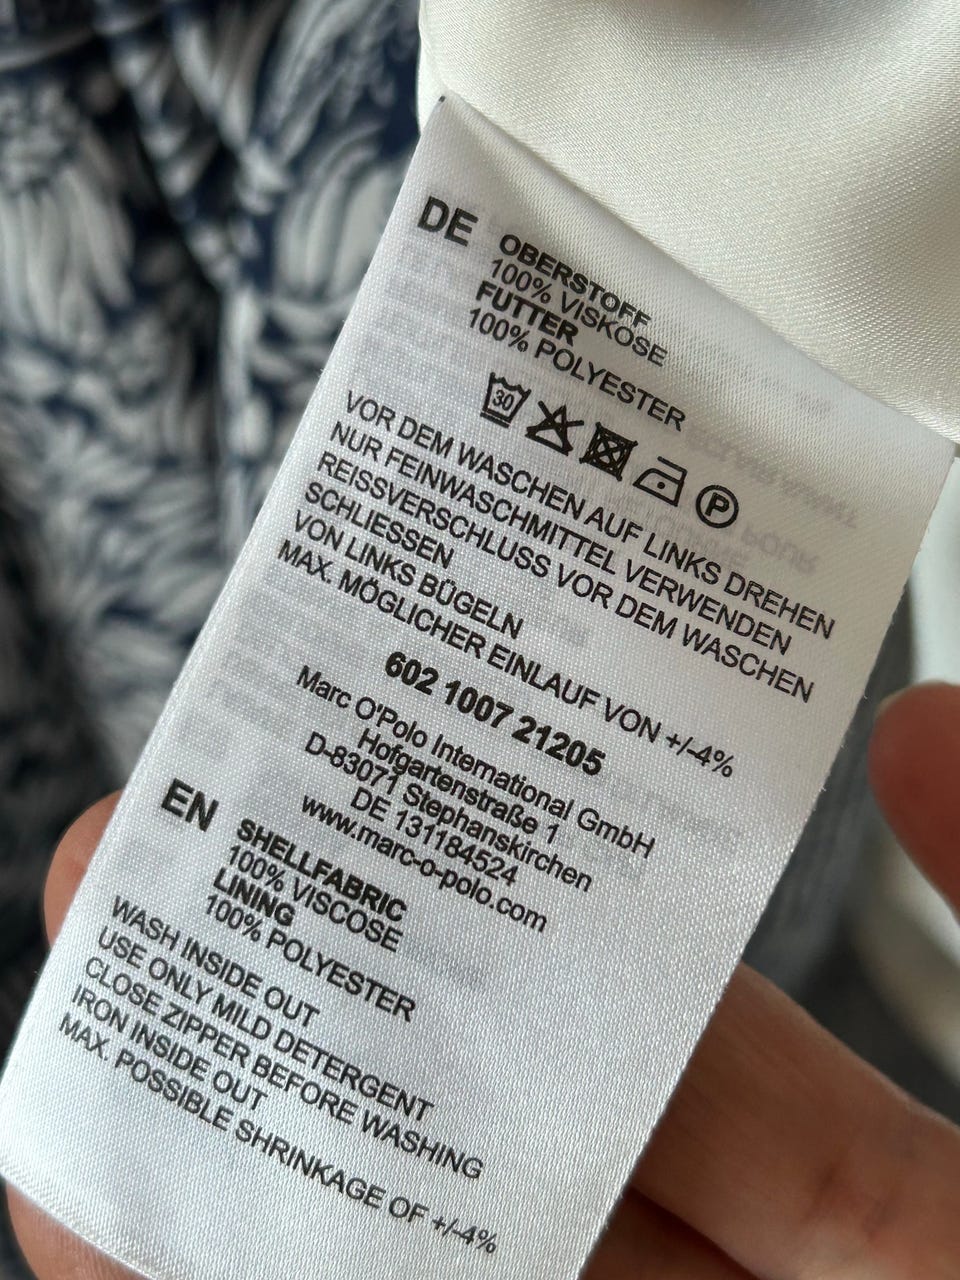 DE
OBERSTOFF
100% VISKOSE
FUTTER
100% POLYESTER
30
P
VOR DEM WASCHEN AUF LINKS DREHEN
NUR FEINWASCHMITTEL VERWENDEN
REISSVERSCHLUSS VOR DEM WASCHEN
SCHLIESSEN
VON LINKS BÜGELN
MAX. MÖGLICHER EINLAUF VON +/-4%
602 1007 21205
Marc O'Polo International GmbH
Hofgartenstraße 1
D-83071 Stephanskirchen
DE 131184524
www.marc-o-polo.com
EN
SHELLFABRIC
100% VISCOSE
LINING
100% POLYESTER
WASH INSIDE OUT
USE ONLY MILD DETERGENT
CLOSE ZIPPER BEFORE WASHING
IRON INSIDE OUT
MAX. POSSIBLE SHRINKAGE OF +/-4%